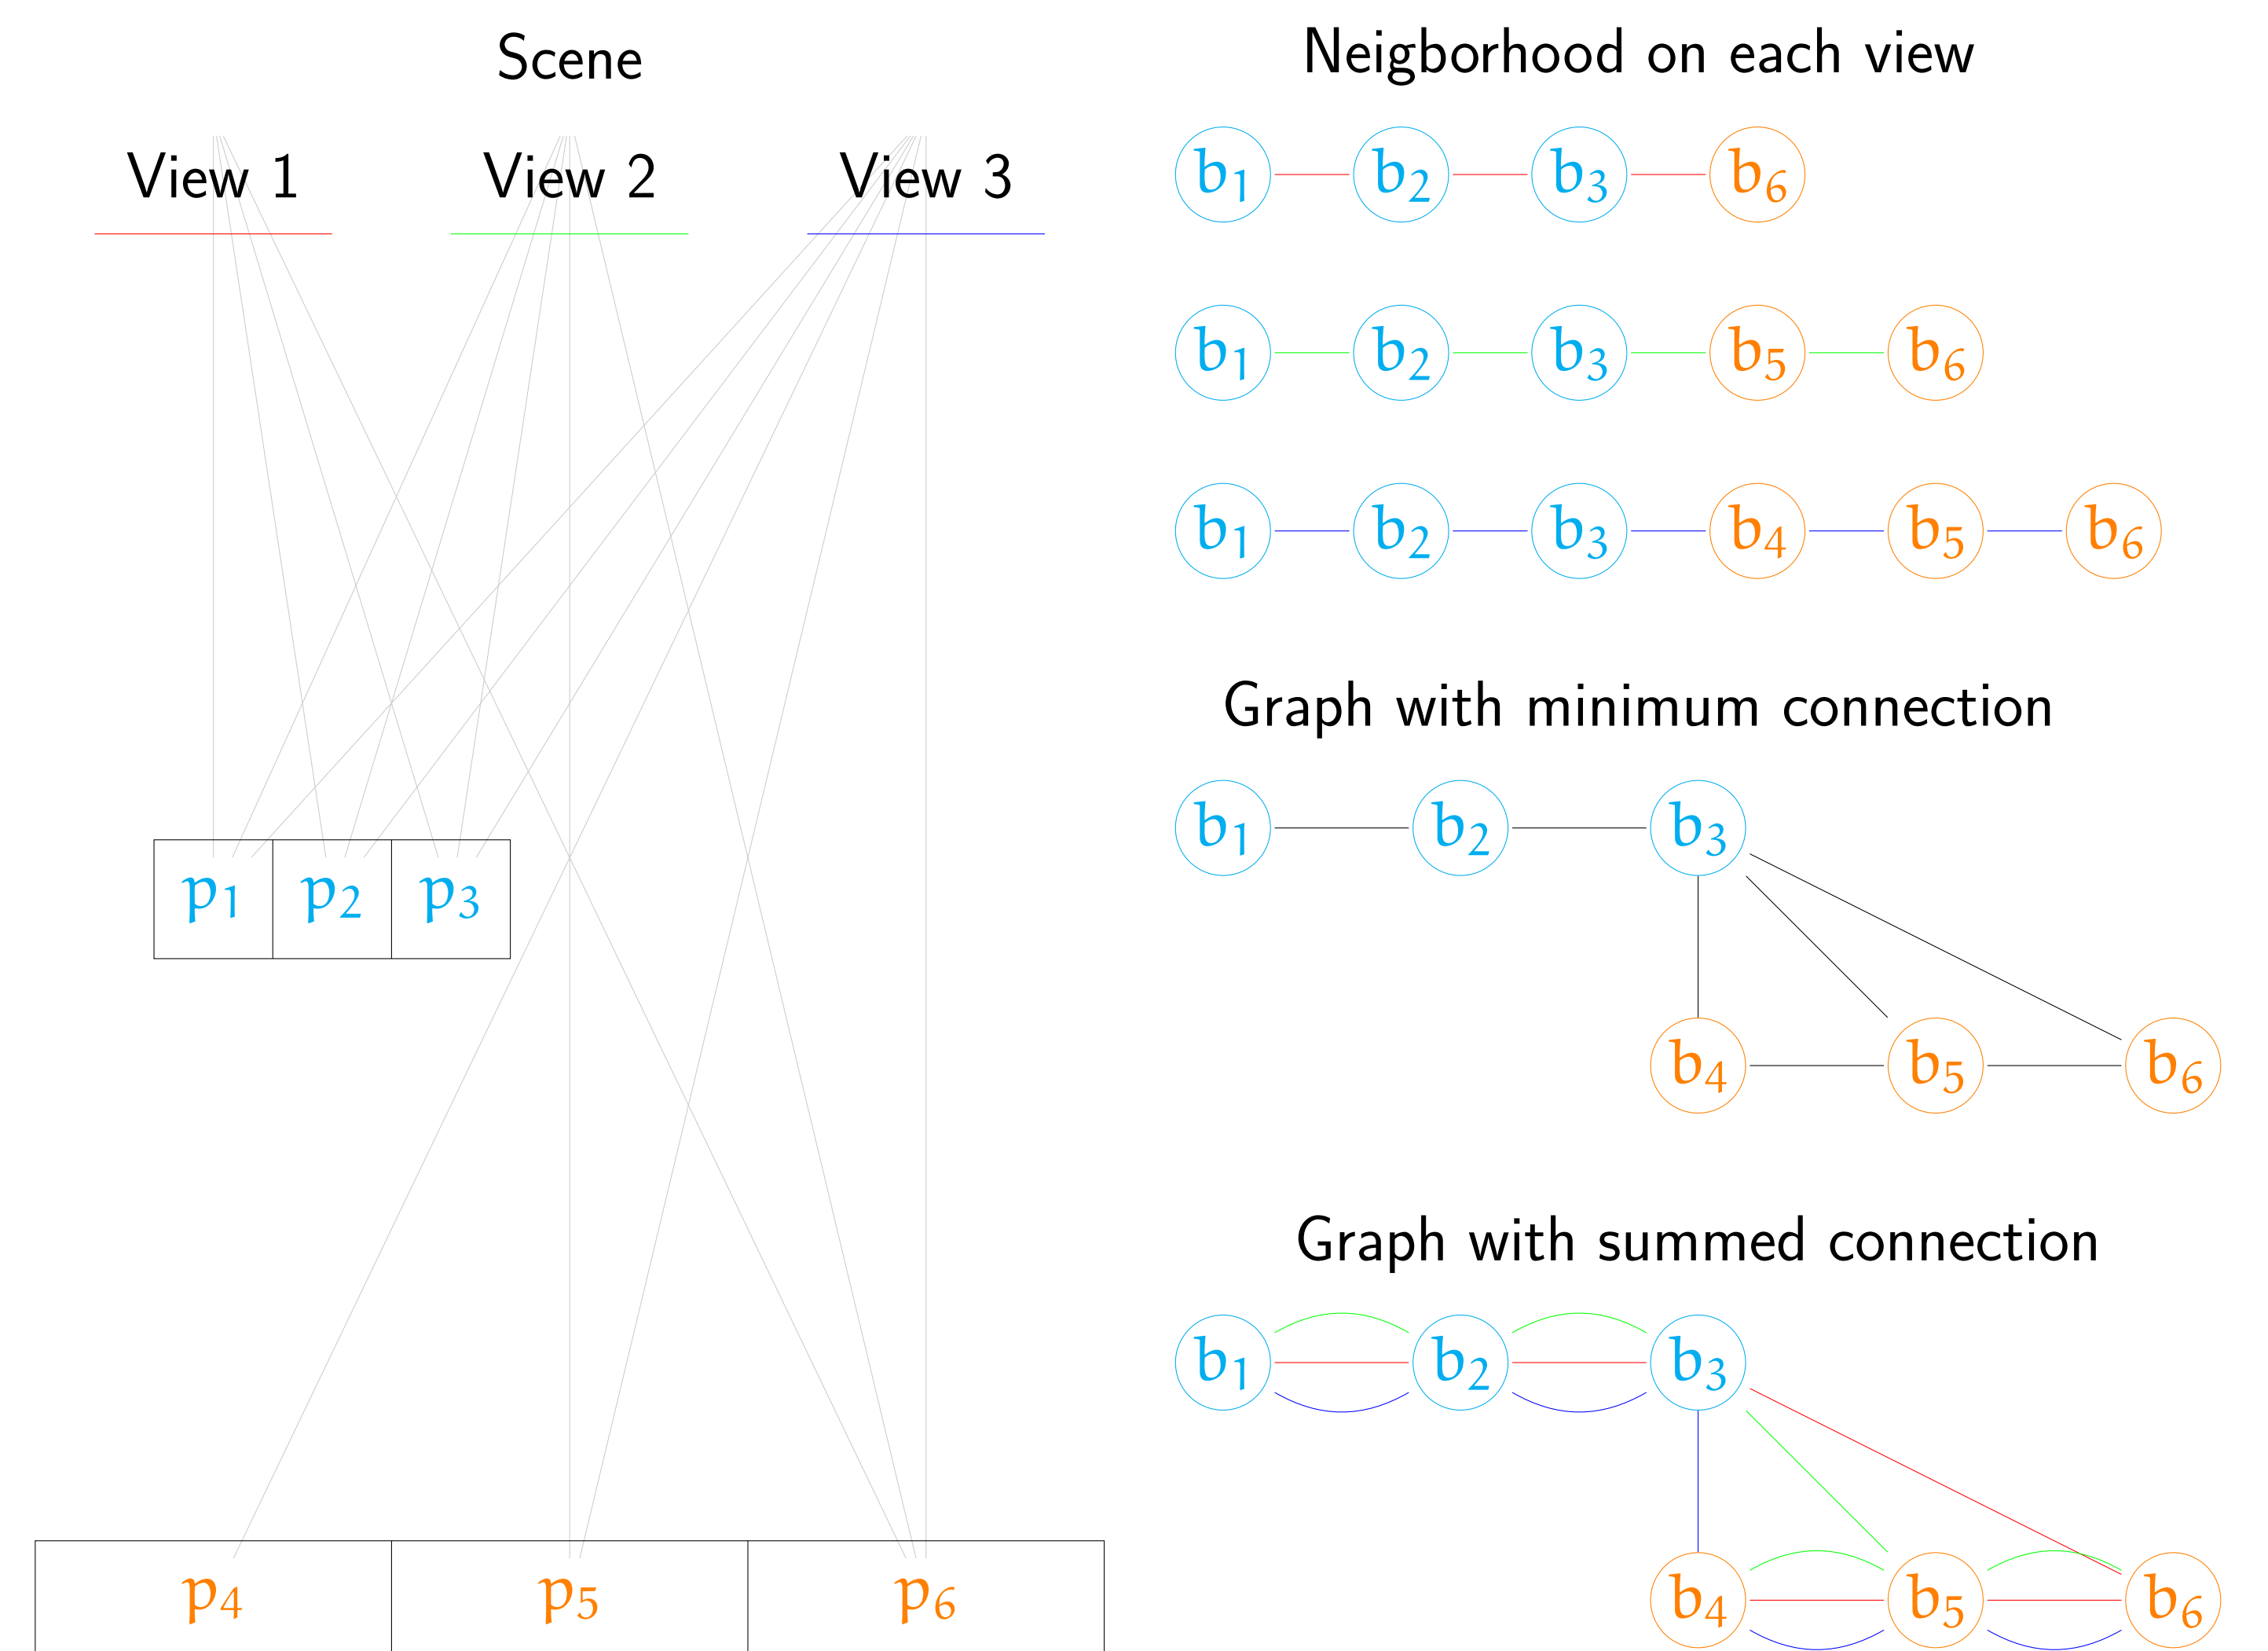 Scene
View 1 View 2 View 3
p1 p2 p3
p4 p5 p6
Neigborhood on each view
b1 b2 b3 b6
b1 b2 b3 b5 b6
b1 b2 b3 b4 b5 b6
Graph with minimum connection
b1 b2 b3
b4 b5 b6
Graph with summed connection
b1 b2 b3
b4 b5 b6